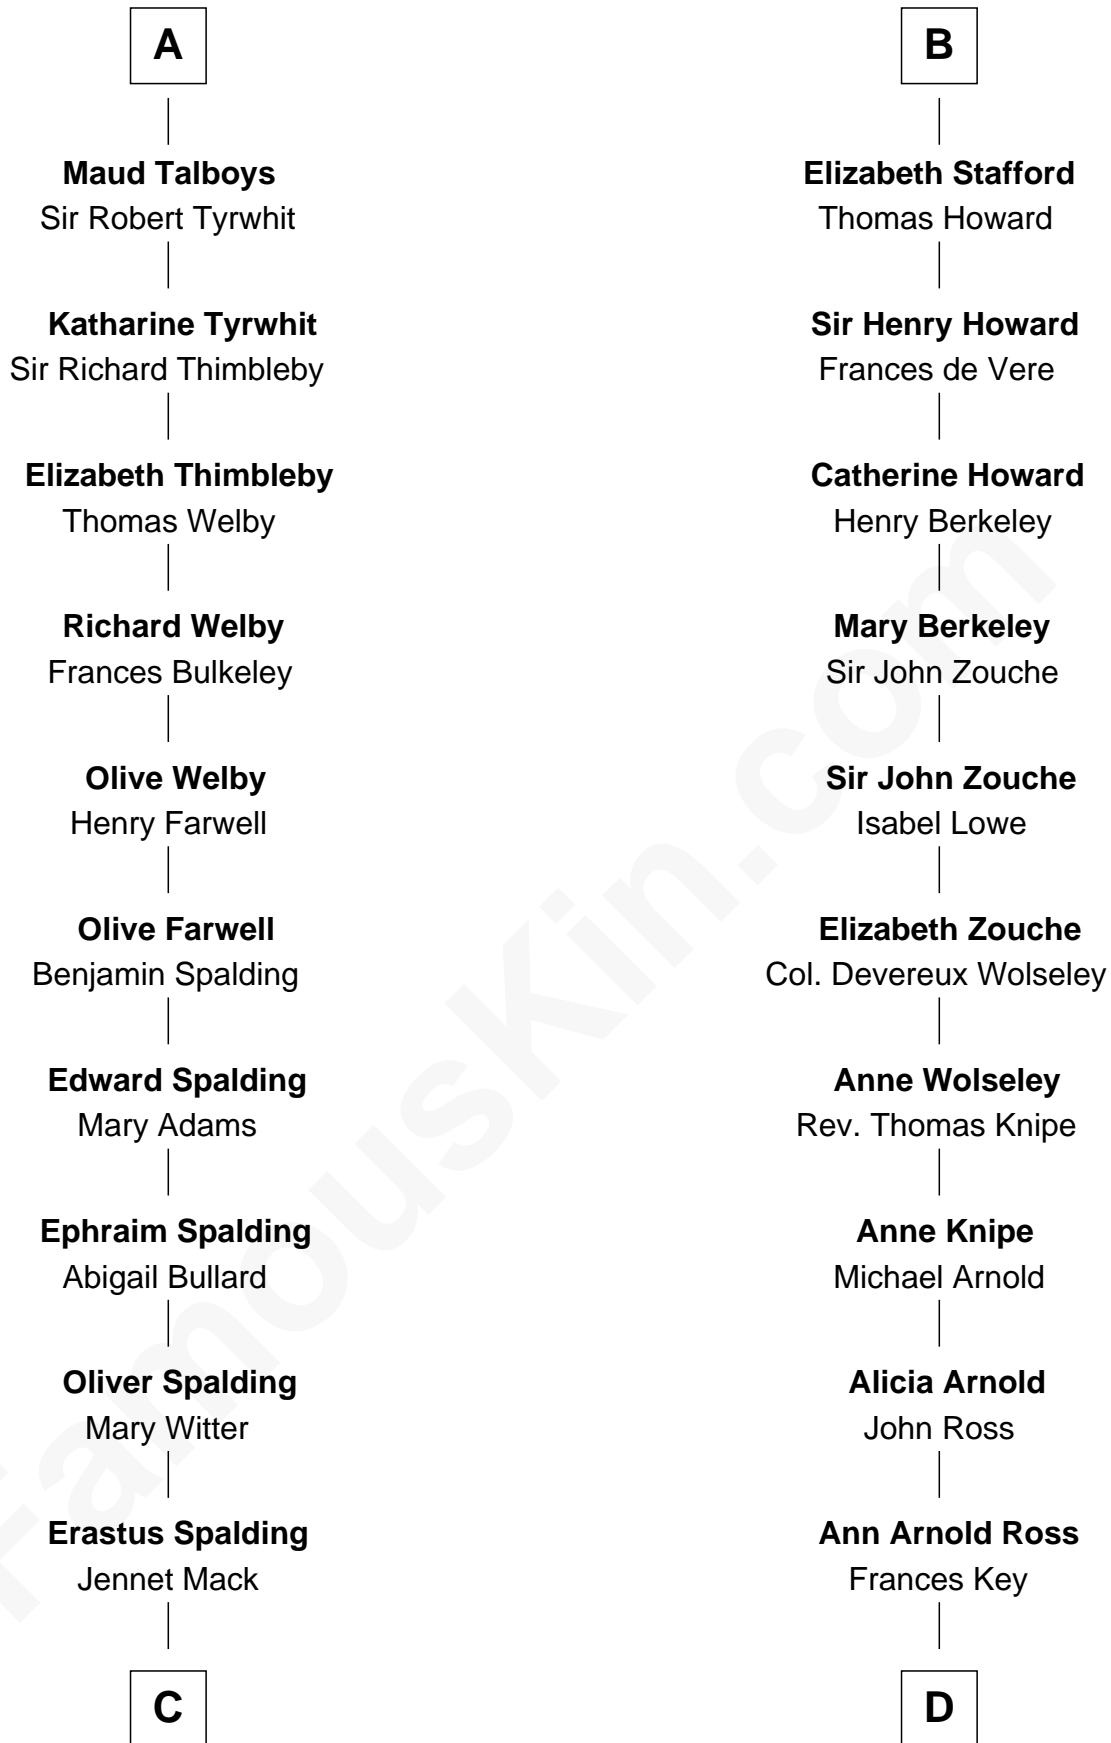 A
Maud Talboys
Sir Robert Tyrwhit
Katharine Tyrwhit
Sir Richard Thimbleby
Elizabeth Thimbleby
Thomas Welby
Richard Welby
Frances Bulkeley
Olive Welby
Henry Farwell
Olive Farwell
Benjamin Spalding
Edward Spalding
Mary Adams
Ephraim Spalding
Abigail Bullard
Oliver Spalding
Mary Witter
Erastus Spalding
Jennet Mack
C
B
Elizabeth Stafford
Thomas Howard
Sir Henry Howard
Frances de Vere
Catherine Howard
Henry Berkeley
Mary Berkeley
Sir John Zouche
Sir John Zouche
Isabel Lowe
Elizabeth Zouche
Col. Devereux Wolseley
Anne Wolseley
Rev. Thomas Knipe
Anne Knipe
Michael Arnold
Alicia Arnold
John Ross
Ann Arnold Ross
Frances Key
D
FamousKin.com